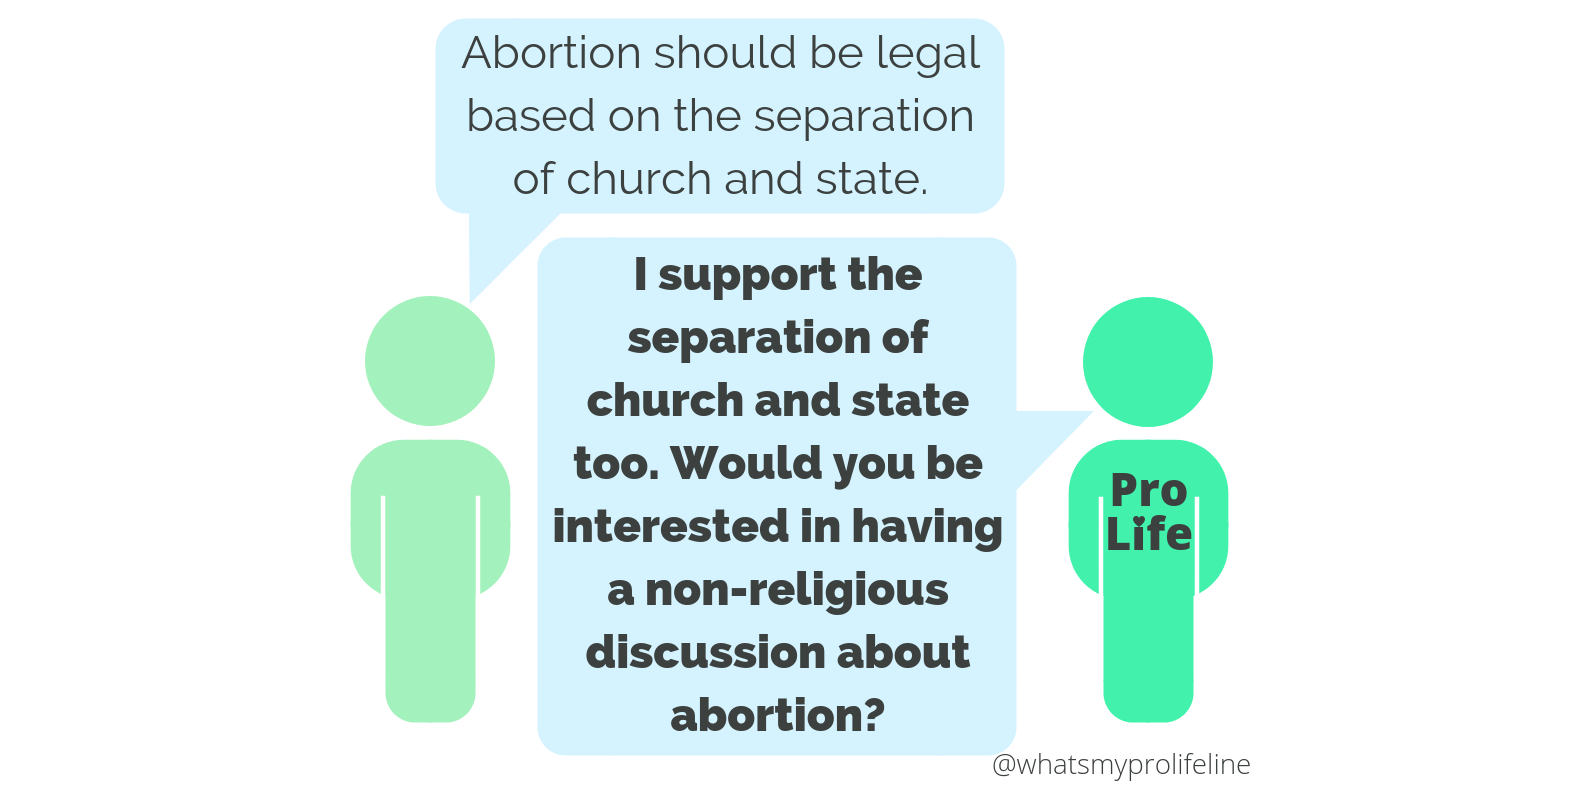 Abortion should be legal
based on the separation
of church and state.
I support the
separation of
church and state
too. Would you be
interested in having
a non-religious
discussion about
abortion?
Pro
Life
@whatsmyprolifeline